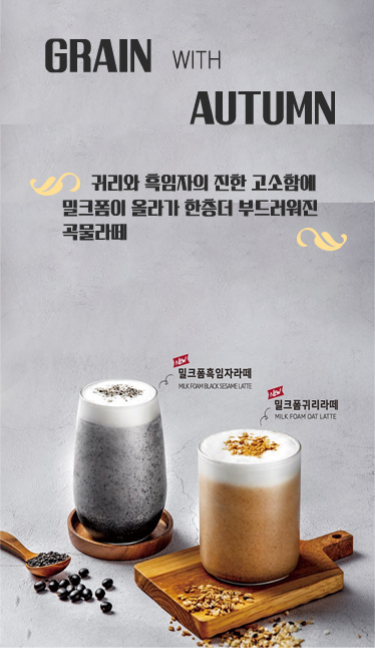 GRAIN WITH
AUTUMN
귀리와 흑임자의 진한 고소함에
밀크폼이 올라가 한층더 부드러워진
곡물라떼
NEW
밀크폼흑임자라떼
MILK FOAM BLACK SESAME LATTE
NEW
밀크폼귀리라떼
MILK FOAM OAT LATTE